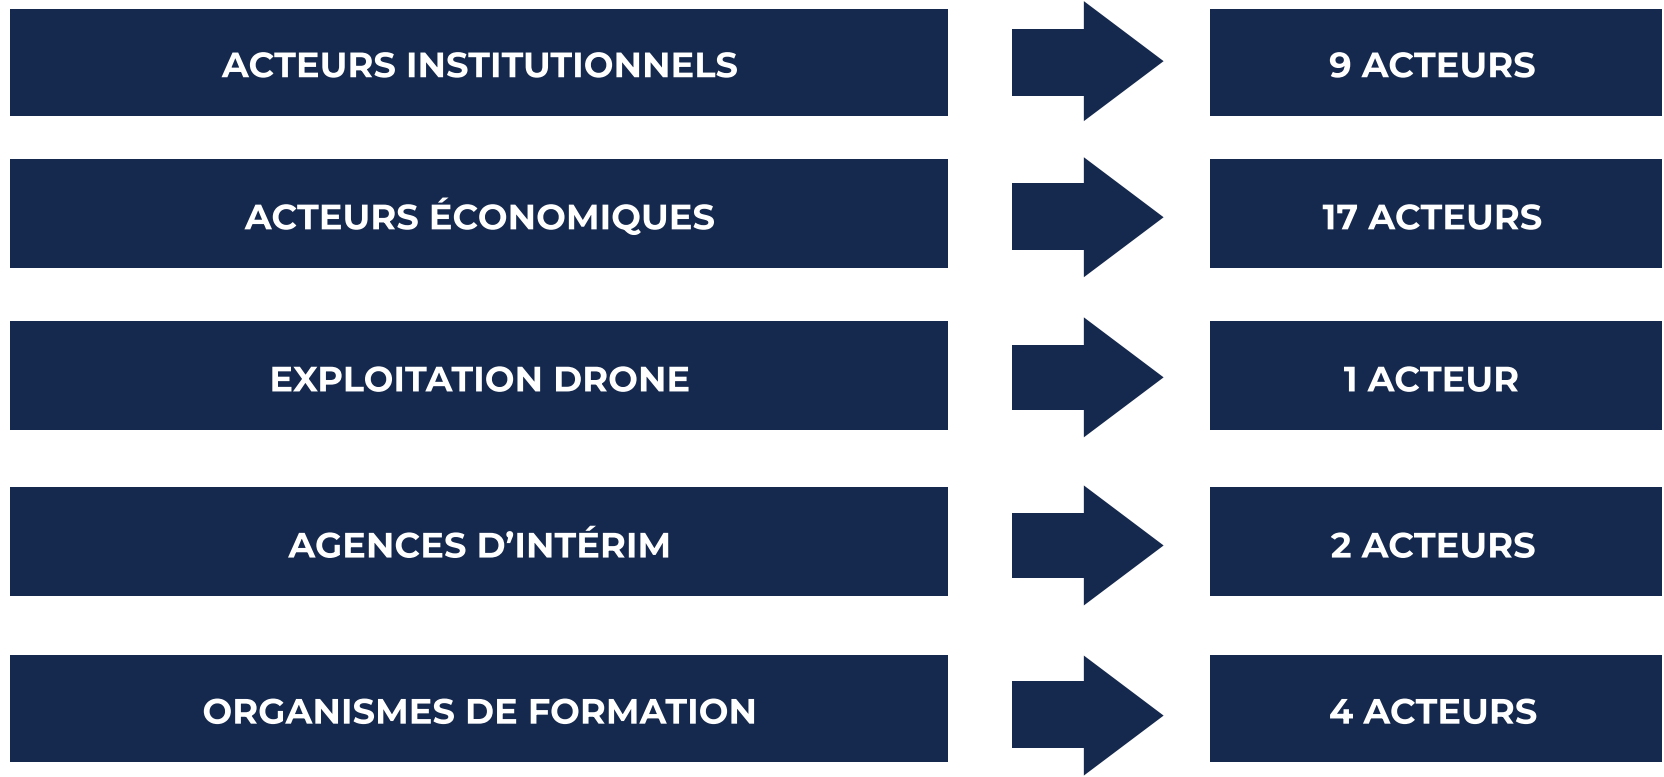 ACTEURS INSTITUTIONNELS
9 ACTEURS
ACTEURS ÉCONOMIQUES
17 ACTEURS
EXPLOITATION DRONE
1 ACTEUR
AGENCES D’INTÉRIM
2 ACTEURS
ORGANISMES DE FORMATION
4 ACTEURS